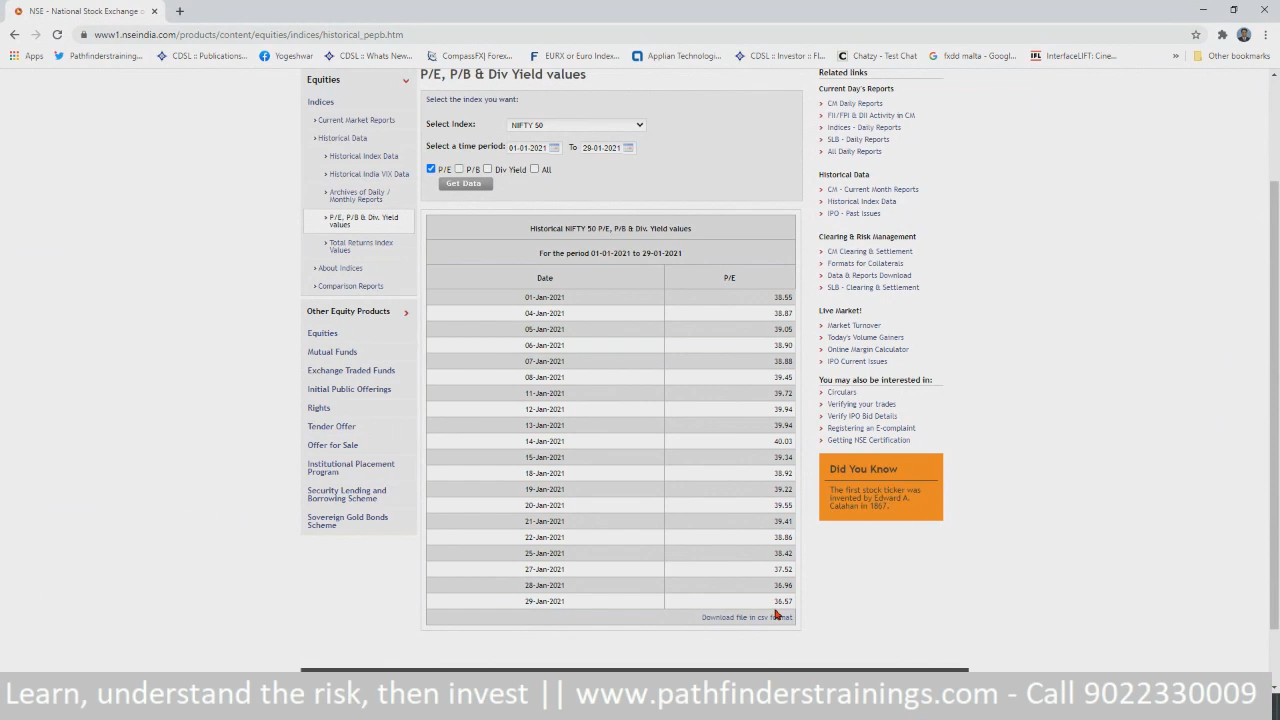 NSE - National Stock Exchange
www1.nseindia.com/products/content/equities/indices/historical_pepb.htm
Apps
Pathfinderstraining...
CDSL :: Publications
Yogeshwar
CDSL :: Whats New...
CompassFX| Forex...
EURX or Euro Index...
Applian Technologi...
CDSL :: Investor :: Fl...
Chatzy - Test Chat
fxdd malta - Googl...
InterfaceLIFT: Cine...
»
Other bookmarks
Equities
Indices
Current Market Reports
Historical Data
Historical Index Data
Historical India VIX Data
Archives of Daily /
Monthly Reports
P/E, P/B & Div. Yield
values
Total Returns Index
Values
About Indices
Comparison Reports
Other Equity Products
Equities
Mutual Funds
Exchange Traded Funds
Initial Public Offerings
Rights
Tender Offer
Offer for Sale
Institutional Placement
Program
Security Lending and
Borrowing Scheme
Sovereign Gold Bonds
Scheme
P/E, P/B & Div Yield values
Select the index you want:
Select Index: NIFTY 50
Select a time period: 01-01-2021 To 29-01-2021
P/E P/B Div Yield All
Get Data
Historical NIFTY 50 P/E, P/B & Div. Yield values
For the period 01-01-2021 to 29-01-2021
Date P/E
01-Jan-2021 38.55
04-Jan-2021 38.87
05-Jan-2021 39.05
06-Jan-2021 38.90
07-Jan-2021 38.88
08-Jan-2021 39.45
11-Jan-2021 39.72
12-Jan-2021 39.94
13-Jan-2021 39.94
14-Jan-2021 40.03
15-Jan-2021 39.34
18-Jan-2021 38.92
19-Jan-2021 39.22
20-Jan-2021 39.55
21-Jan-2021 39.41
22-Jan-2021 38.86
25-Jan-2021 38.42
27-Jan-2021 37.52
28-Jan-2021 36.96
29-Jan-2021 36.57
Download file in csv format
Related links
Current Day's Reports
CM Daily Reports
FII/FPI & DII Activity in CM
Indices - Daily Reports
SLB - Daily Reports
All Daily Reports
Historical Data
CM - Current Month Reports
Historical Index Data
IPO - Past Issues
Clearing & Risk Management
CM Clearing & Settlement
Formats for Collaterals
Data & Reports Download
SLB - Clearing & Settlement
Live Market!
Market Turnover
Today's Volume Gainers
Online Margin Calculator
IPO Current Issues
You may also be interested in:
Circulars
Verifying your trades
Verify IPO Bid Details
Registering an E-complaint
Getting NSE Certification
Did You Know
The first stock ticker was
invented by Edward A.
Calahan in 1867.
Learn, understand the risk, then invest || www.pathfinderstrainings.com - Call 9022330009